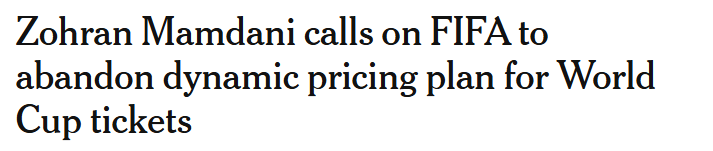 Zohran Mamdani calls on FIFA to
abandon dynamic pricing plan for World
Cup tickets